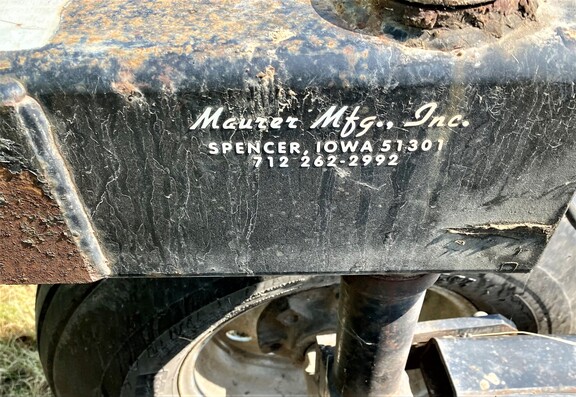 Maurer Mfg., Inc.
SPENCER, IOWA 51301
712 262-2992